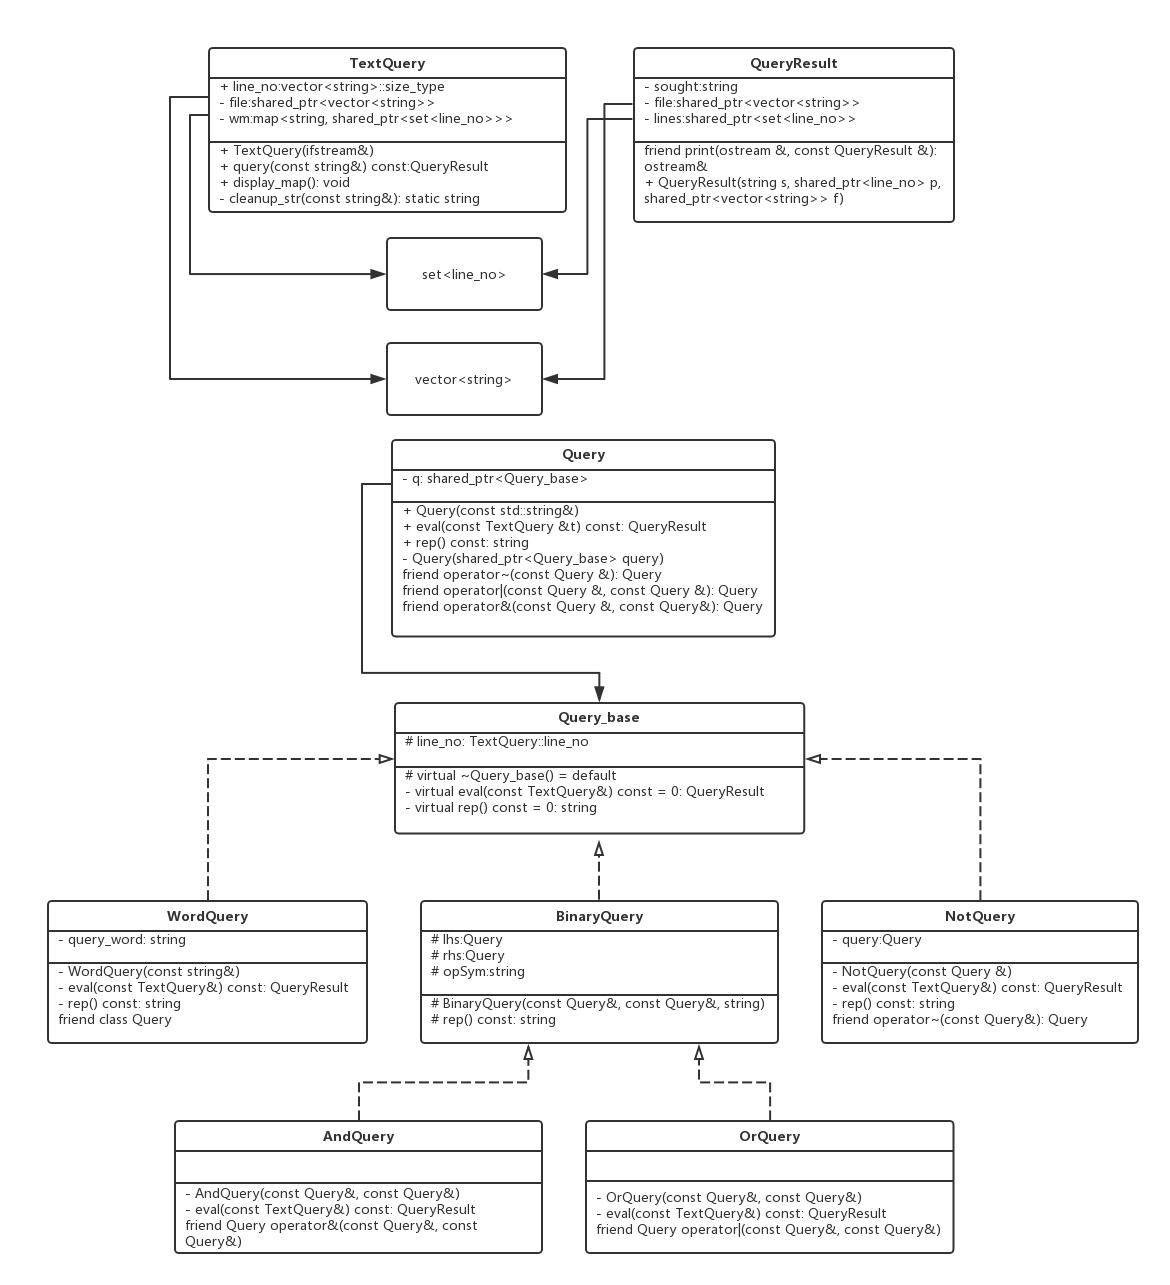 TextQuery
+ line_no:vector<string>::size_type
- file:shared_ptr<vector<string>>
- wm:map<string, shared_ptr<set<line_no>>>
+ TextQuery(ifstream&)
+ query(const string&) const:QueryResult
+ display_map(): void
- cleanup_str(const string&): static string
QueryResult
- sought:string
- file:shared_ptr<vector<string>>
- lines:shared_ptr<set<line_no>>
friend print(ostream &, const QueryResult &):
ostream&
+ QueryResult(string s, shared_ptr<line_no> p,
shared_ptr<vector<string>> f)
set<line_no>
vector<string>
Query
- q: shared_ptr<Query_base>
+ Query(const std::string&)
+ eval(const TextQuery &t) const: QueryResult
+ rep() const: string
- Query(shared_ptr<Query_base> query)
friend operator~(const Query &): Query
friend operator|(const Query &, const Query &): Query
friend operator&(const Query &, const Query&): Query
Query_base
# line_no: TextQuery::line_no
# virtual ~Query_base() = default
- virtual eval(const TextQuery&) const = 0: QueryResult
- virtual rep() const = 0: string
WordQuery
- query_word: string
- WordQuery(const string&)
- eval(const TextQuery&) const: QueryResult
- rep() const: string
friend class Query
BinaryQuery
# lhs:Query
# rhs:Query
# opSym:string
# BinaryQuery(const Query&, const Query&, string)
# rep() const: string
NotQuery
- query:Query
- NotQuery(const Query &)
- eval(const TextQuery&) const: QueryResult
- rep() const: string
friend operator~(const Query&): Query
AndQuery
- AndQuery(const Query&, const Query&)
- eval(const TextQuery&) const: QueryResult
friend Query operator&(const Query&, const
Query&)
OrQuery
- OrQuery(const Query&, const Query&)
- eval(const TextQuery&) const: QueryResult
friend Query operator|(const Query&, const Query&)